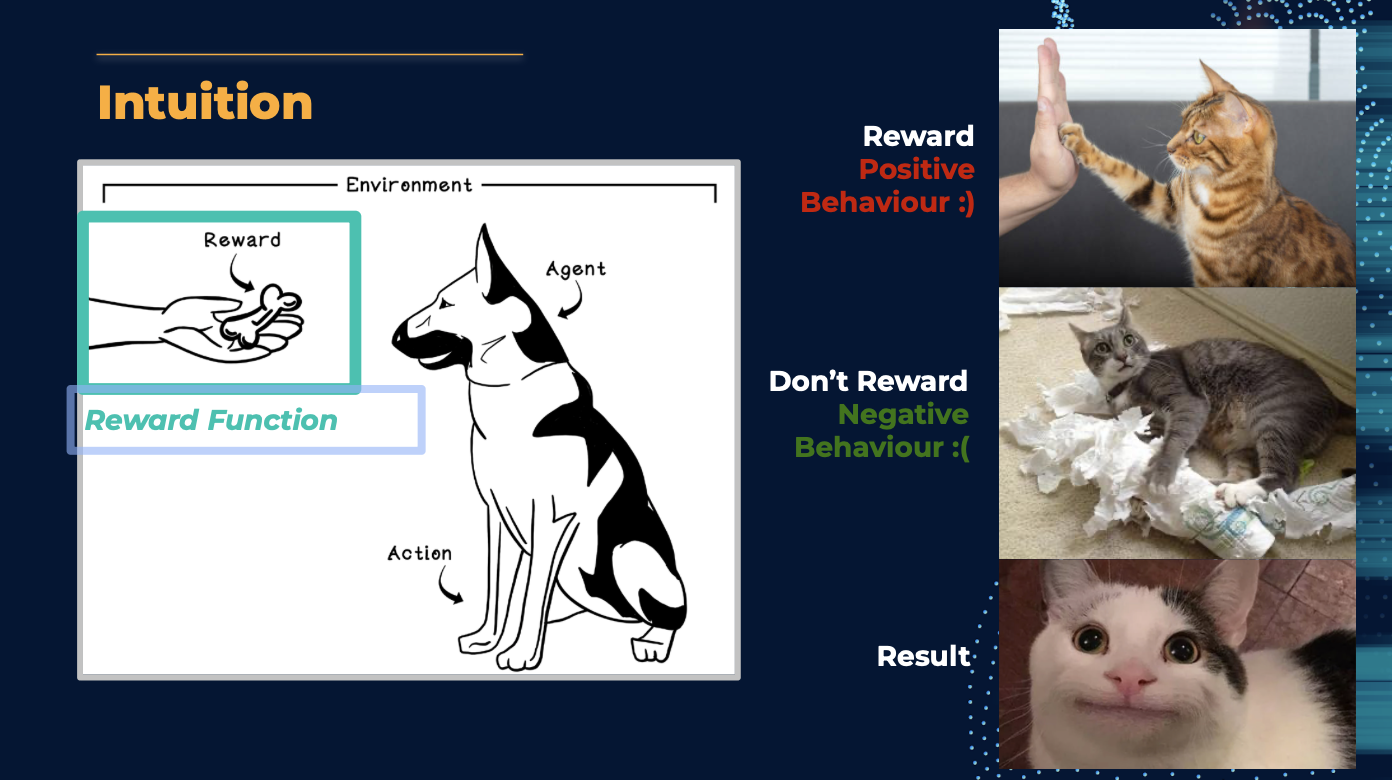 Intuition
Environment
Reward
Agent
Reward Function
Action
Reward
Positive
Behaviour :)
Don’t Reward
Negative
Behaviour :(
Result